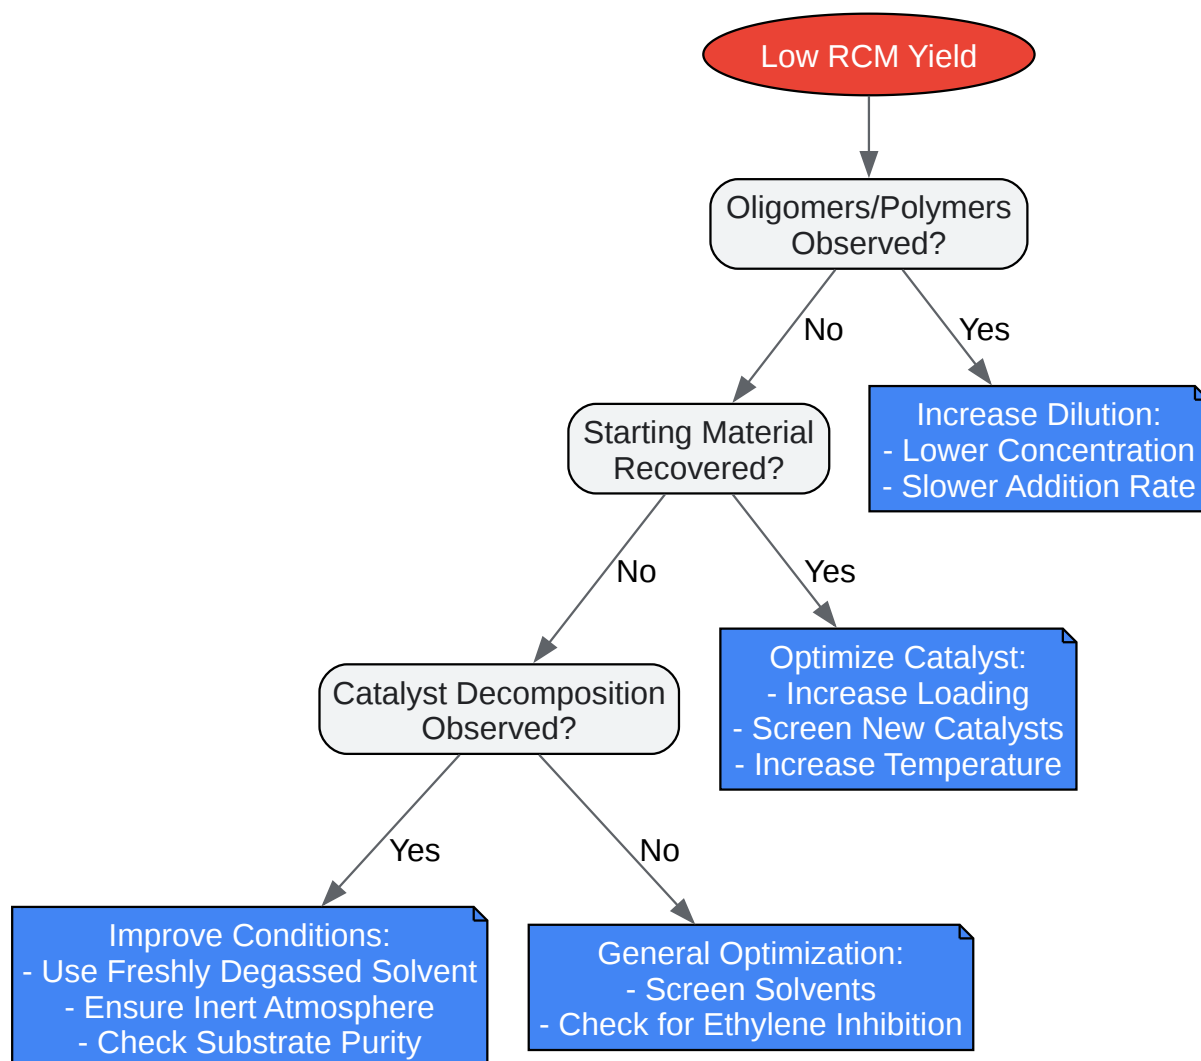 Low RCM Yield
Oligomers/Polymers
Observed?
No
Yes
Increase Dilution:
- Lower Concentration
- Slower Addition Rate
Starting Material
Recovered?
No
Yes
Optimize Catalyst:
- Increase Loading
- Screen New Catalysts
- Increase Temperature
Catalyst Decomposition
Observed?
Yes
No
Improve Conditions:
- Use Freshly Degassed Solvent
- Ensure Inert Atmosphere
- Check Substrate Purity
General Optimization:
- Screen Solvents
- Check for Ethylene Inhibition